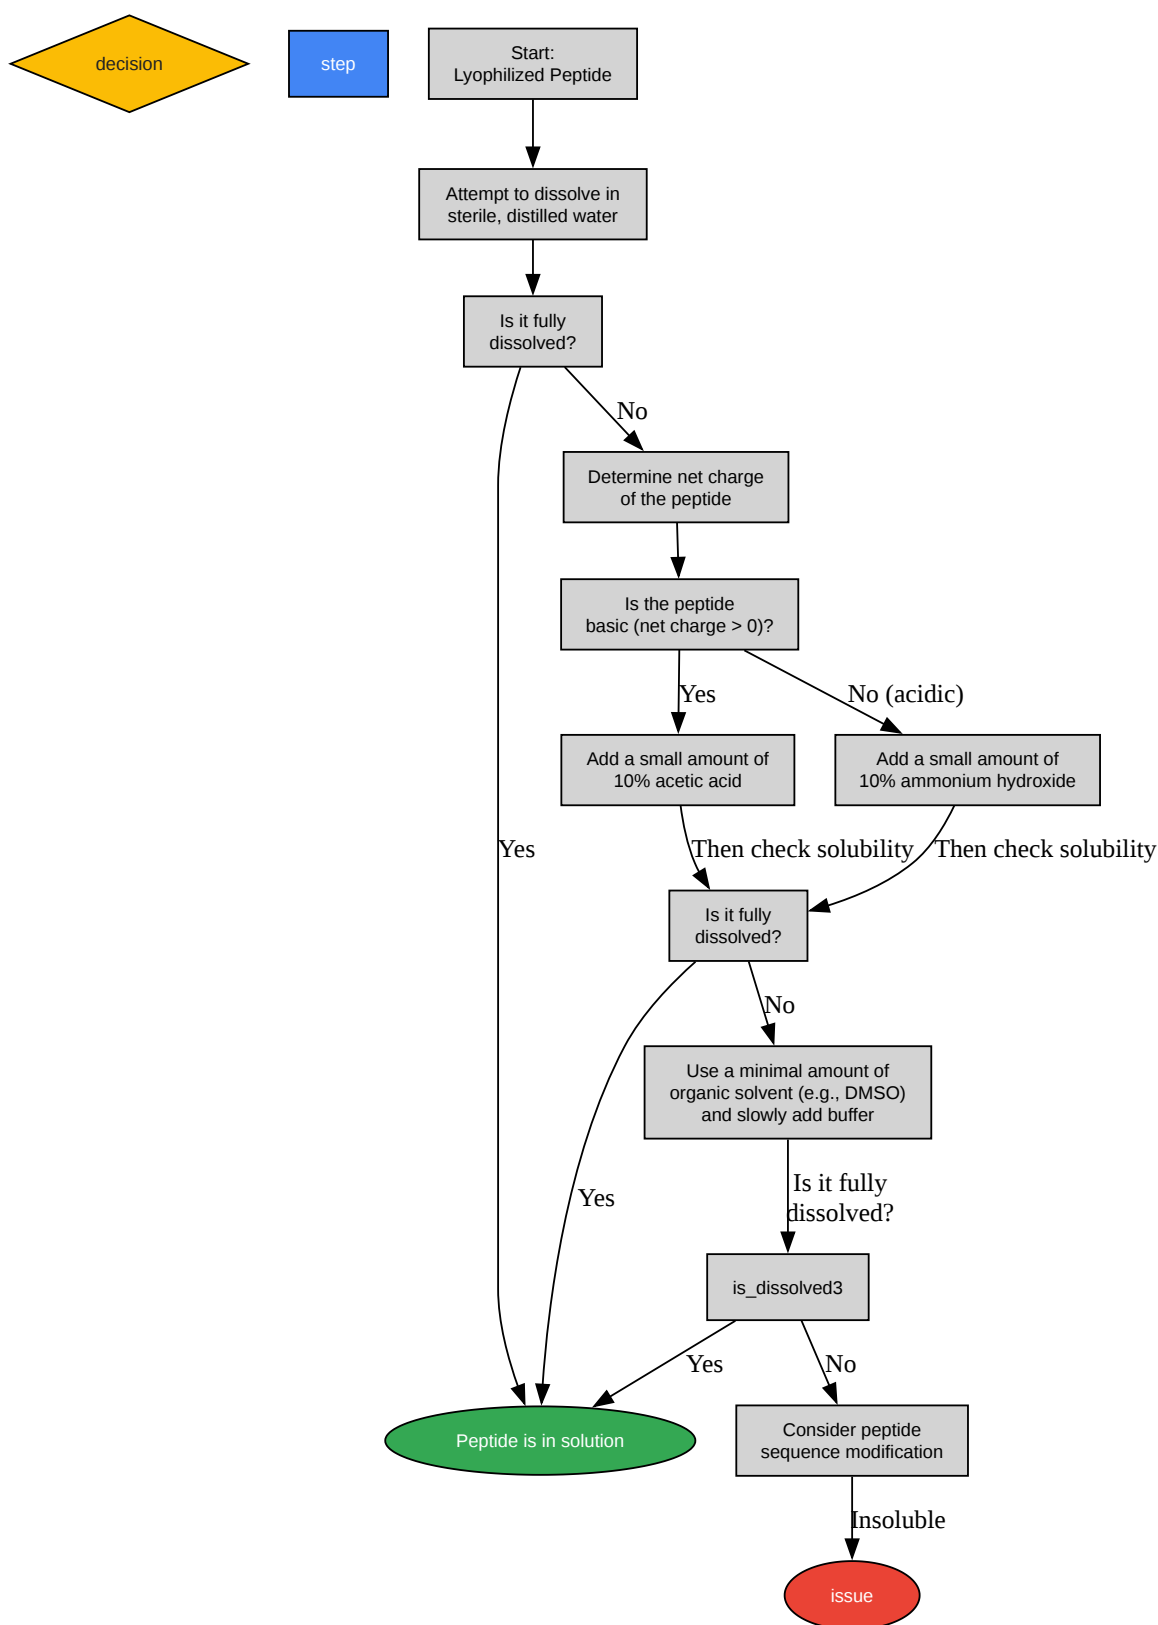 decision
step
Start:
Lyophilized Peptide
Attempt to dissolve in
sterile, distilled water
Is it fully
dissolved?
No
Determine net charge
of the peptide
Is the peptide
basic (net charge > 0)?
Yes
No (acidic)
Add a small amount of
10% acetic acid
Add a small amount of
10% ammonium hydroxide
Yes
Then check solubility
Then check solubility
Is it fully
dissolved?
No
Use a minimal amount of
organic solvent (e.g., DMSO)
and slowly add buffer
Yes
Is it fully
dissolved?
is_dissolved3
Yes
No
Peptide is in solution
Consider peptide
sequence modification
Insoluble
issue